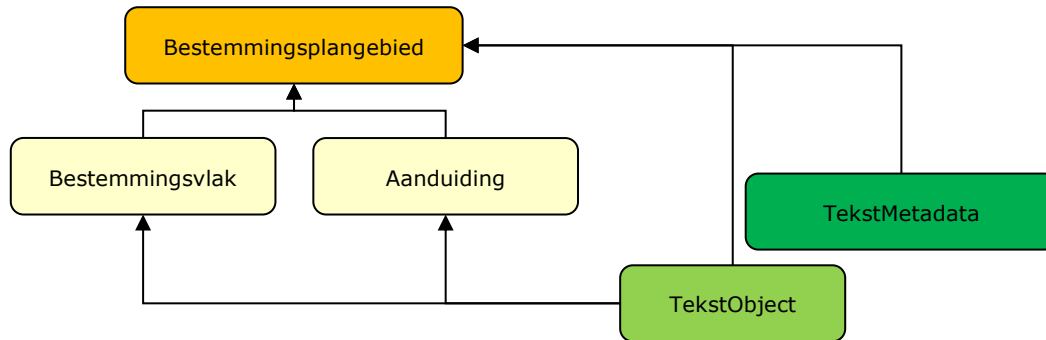 Bestemmingsplangebied
Bestemmingsvlak
Aanduiding
TekstMetadata
TekstObject